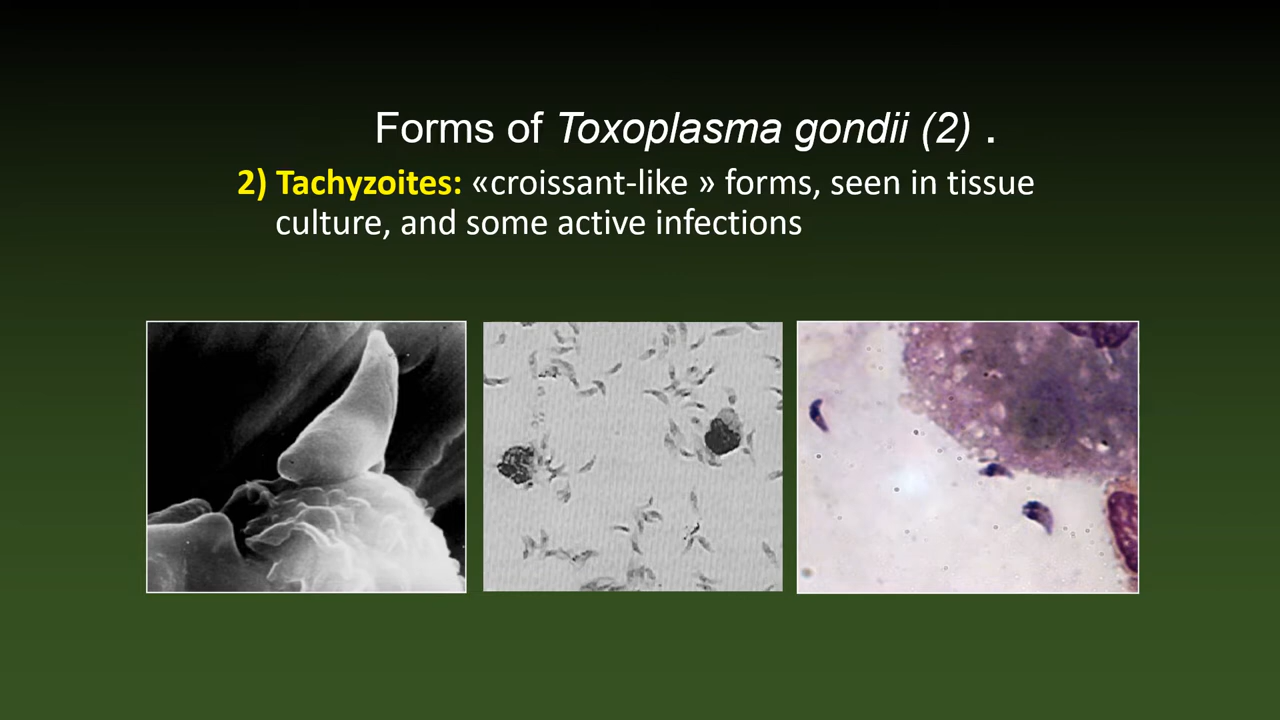 Forms of Toxoplasma gondii (2) .
2) Tachyzoites: «croissant-like » forms, seen in tissue
culture, and some active infections